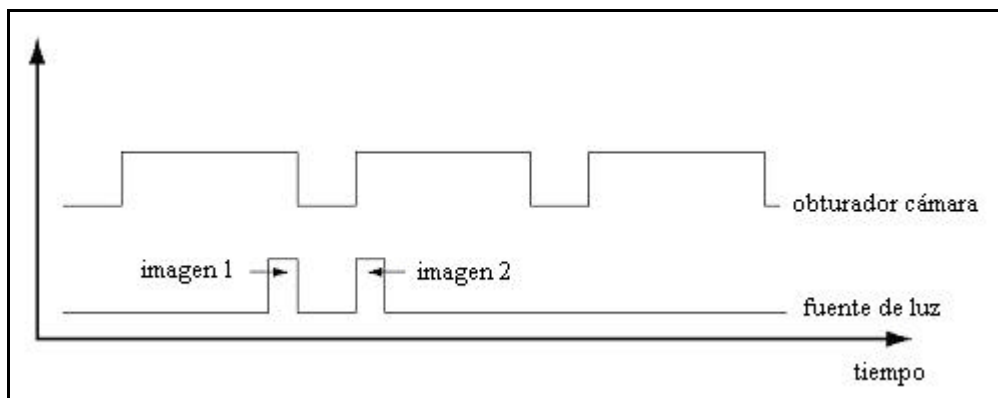 obturador cámara
imagen 1
imagen 2
fuente de luz
tiempo